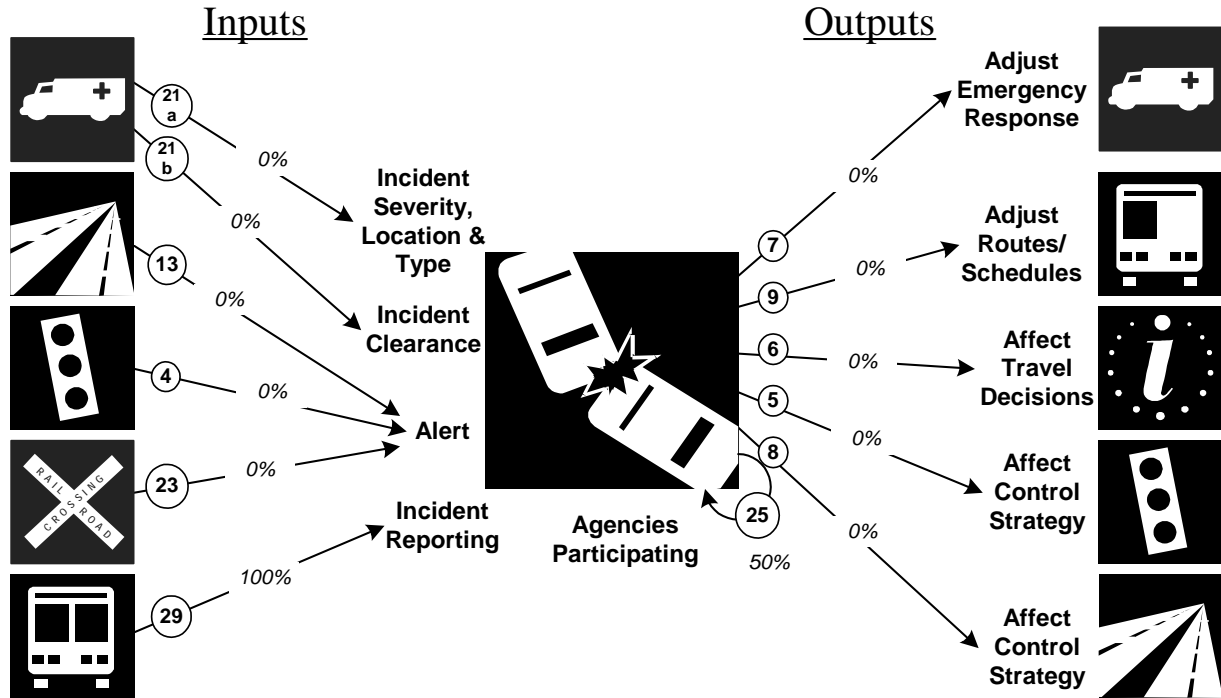 Inputs
Outputs
21
a
21
b
13
4
23
29
0%
0%
0%
0%
0%
100%
Incident
Severity,
Location &
Type
Incident
Clearance
Alert
Incident
Reporting
RAIL
ROAD
CROSSING
Agencies
Participating
25
50%
7
9
6
5
8
0%
0%
0%
0%
0%
Adjust
Emergency
Response
Adjust
Routes/
Schedules
Affect
Travel
Decisions
i
Affect
Control
Strategy
Affect
Control
Strategy